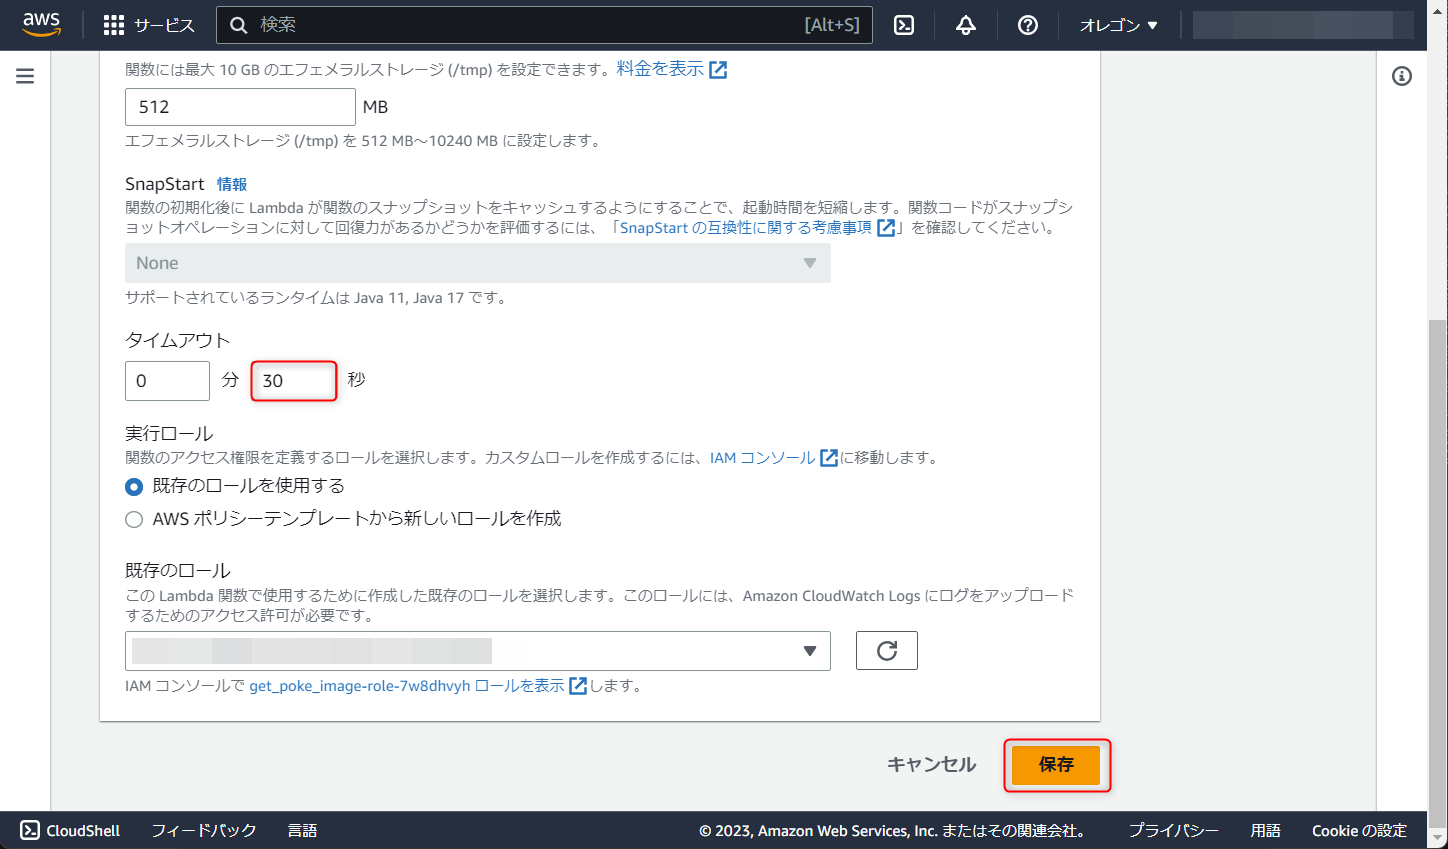 aws サービス 検索 [Alt+S] オレゴン ▼
関数には最大 10 GB のエフェメラルストレージ (/tmp) を設定できます。料金を表示
512 MB
エフェメラルストレージ (/tmp) を 512 MB～10240 MB に設定します。
SnapStart 情報
関数の初期化後に Lambda が関数のスナップショットをキャッシュするようにすることで、起動時間を短縮します。関数コードがスナップシ
ョットオペレーションに対して回復力があるかどうかを評価するには、「SnapStart の互換性に関する考慮事項」を確認してください。
None
サポートされているランタイムは Java 11, Java 17 です。
タイムアウト
0 分 30 秒
実行ロール
関数のアクセス権限を定義するロールを選択します。カスタムロールを作成するには、IAM コンソールに移動します。
既存のロールを使用する
AWS ポリシーテンプレートから新しいロールを作成
既存のロール
この Lambda 関数で使用するために作成した既存のロールを選択します。このロールには、Amazon CloudWatch Logs にログをアップロード
するためのアクセス許可が必要です。
IAM コンソールで get_poke_image-role-7w8dhvyh ロールを表示します。
キャンセル 保存
CloudShell フィードバック 言語 © 2023, Amazon Web Services, Inc. またはその関連会社。 プライバシー 用語 Cookie の設定